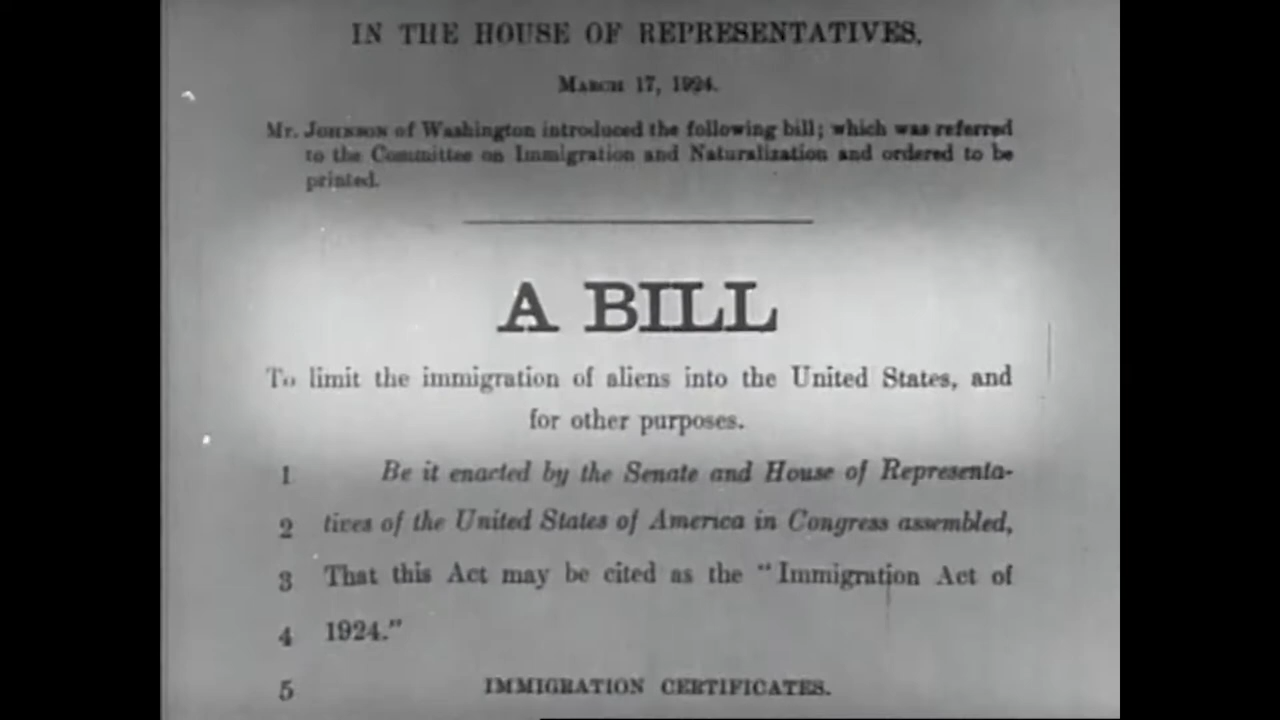 IN THE HOUSE OF REPRESENTATIVES.
MARCH 17, 1924.
Mr. JOHNSON of Washington introduced the following bill; which was referred
to the Committee on Immigration and Naturalization and ordered to be
printed.
A BILL
To limit the immigration of aliens into the United States, and
for other purposes.
1 Be it enacted by the Senate and House of Representa-
2 tives of the United States of America in Congress assembled,
3 That this Act may be cited as the "Immigration Act of
4 1924."
5 IMMIGRATION CERTIFICATES.